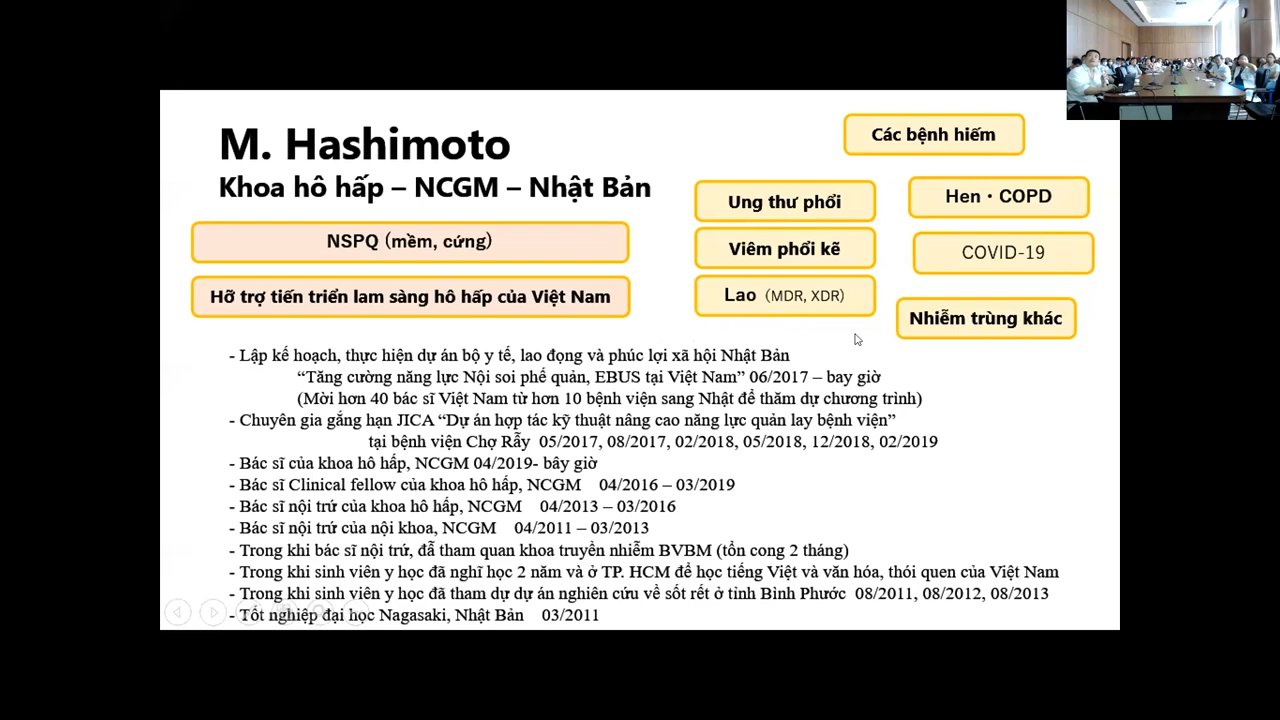 M. Hashimoto
Khoa hô hấp – NCGM – Nhật Bản
NSPQ (mềm, cứng)
Hỡ trợ tiến triển lam sàng hô hấp của Việt Nam
Các bệnh hiếm
Ung thư phổi
Hen・COPD
Viêm phổi kẽ
COVID-19
Lao (MDR, XDR)
Nhiễm trùng khác
- Lập kế hoạch, thực hiện dự án bộ y tế, lao đọng và phúc lợi xã hội Nhật Bản
“Tăng cường năng lực Nội soi phế quản, EBUS tại Việt Nam” 06/2017 – bay giờ
(Mời hơn 40 bác sĩ Việt Nam từ hơn 10 bệnh viện sang Nhật để thăm dự chương trình)
- Chuyên gia gắng hạn JICA “Dự án hợp tác kỹ thuật nâng cao năng lực quản lay bệnh viện”
tại bệnh viện Chợ Rẫy 05/2017, 08/2017, 02/2018, 05/2018, 12/2018, 02/2019
- Bác sĩ của khoa hô hấp, NCGM 04/2019- bây giờ
- Bác sĩ Clinical fellow của khoa hô hấp, NCGM 04/2016 – 03/2019
- Bác sĩ nội trứ của khoa hô hấp, NCGM 04/2013 – 03/2016
- Bác sĩ nội trứ của nội khoa, NCGM 04/2011 – 03/2013
- Trong khi bác sĩ nội trứ, đẫ tham quan khoa truyền nhiễm BVBM (tổn cong 2 tháng)
- Trong khi sinh viên y học đã nghĩ học 2 năm và ở TP. HCM để học tiếng Việt và văn hóa, thói quen của Việt Nam
- Trong khi sinh viên y học đã tham dự dự án nghiên cứu về sốt rét ở tỉnh Bình Phước 08/2011, 08/2012, 08/2013
- Tốt nghiệp đại học Nagasaki, Nhật Bản 03/2011